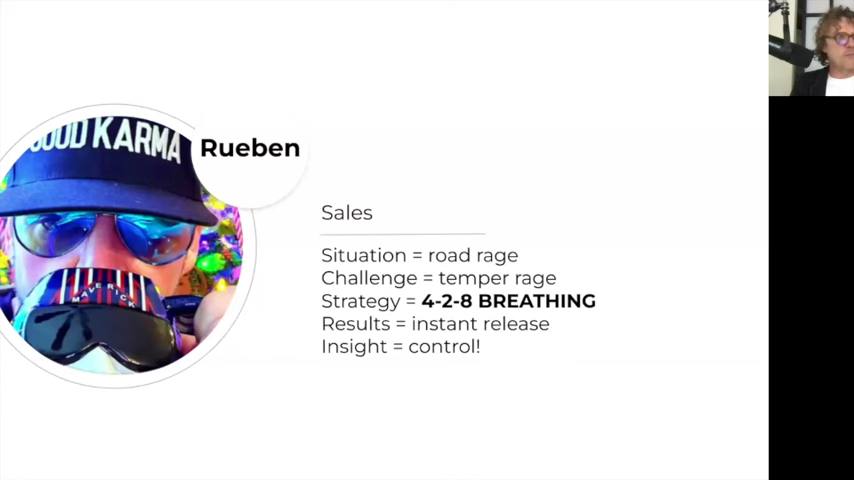 GOOD KARMA
Rueben
MAVERICK
Sales
Situation = road rage
Challenge = temper rage
Strategy = 4-2-8 BREATHING
Results = instant release
Insight = control!